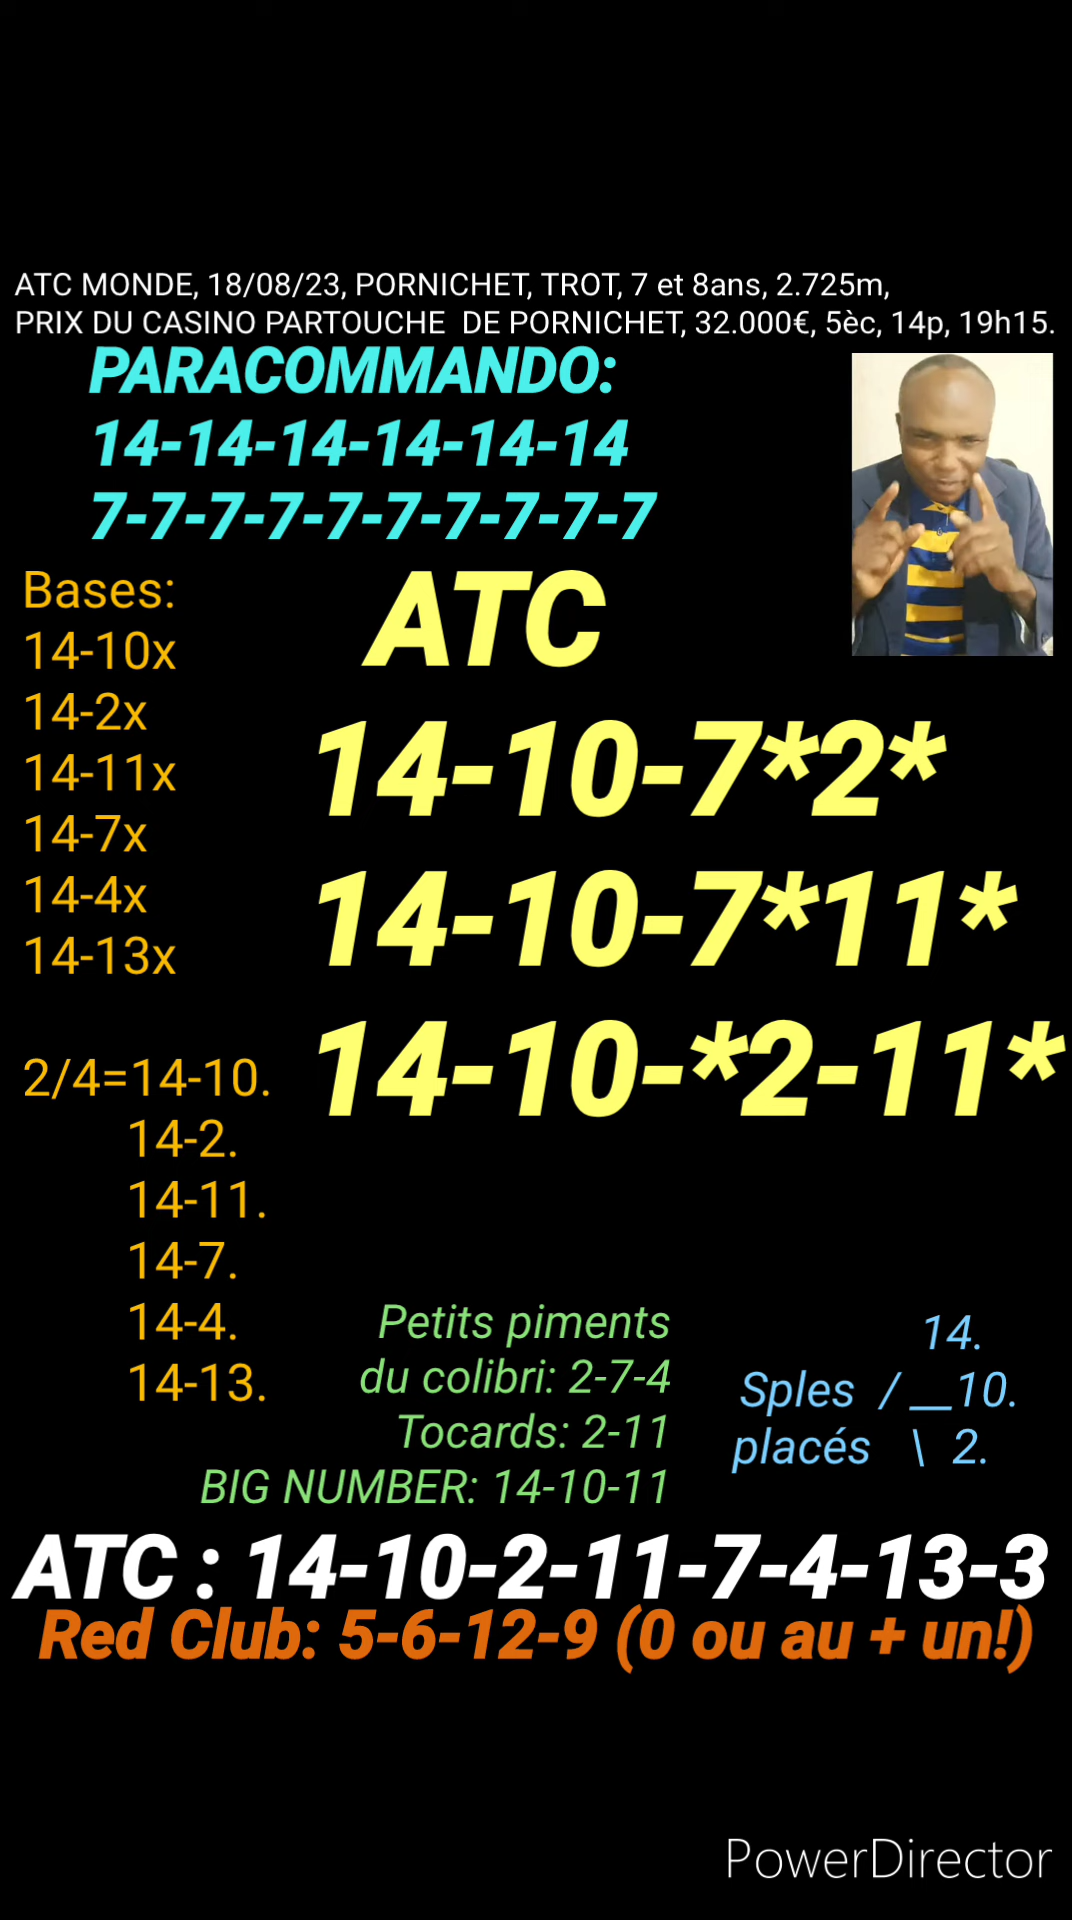 ATC MONDE, 18/08/23, PORNICHET, TROT, 7 et 8ans, 2.725m,
PRIX DU CASINO PARTOUCHE DE PORNICHET, 32.000€, 5èc, 14p, 19h15.
PARACOMMANDO:
14-14-14-14-14-14
7-7-7-7-7-7-7-7-7-7
Bases:
14-10x
14-2x
14-11x
14-7x
14-4x
14-13x
ATC
14-10-7*2*
14-10-7*11*
14-10-*2-11*
2/4=14-10.
14-2.
14-11.
14-7.
14-4.
14-13.
Petits piments
du colibri: 2-7-4
Tocards: 2-11
BIG NUMBER: 14-10-11
14.
Sples / __10.
placés \ 2.
ATC : 14-10-2-11-7-4-13-3
Red Club: 5-6-12-9 (0 ou au + un!)
PowerDirector